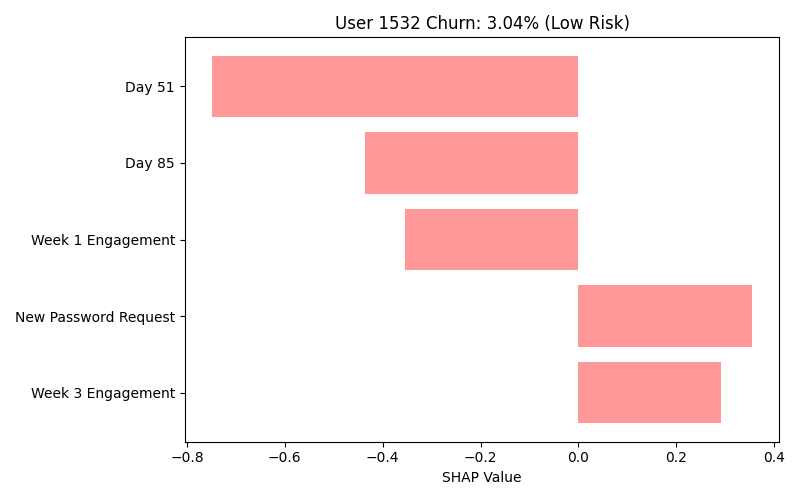 User 1532 Churn: 3.04% (Low Risk)
Day 51
Day 85
Week 1 Engagement
New Password Request
Week 3 Engagement
−0.8 −0.6 −0.4 −0.2 0.0 0.2 0.4
SHAP Value